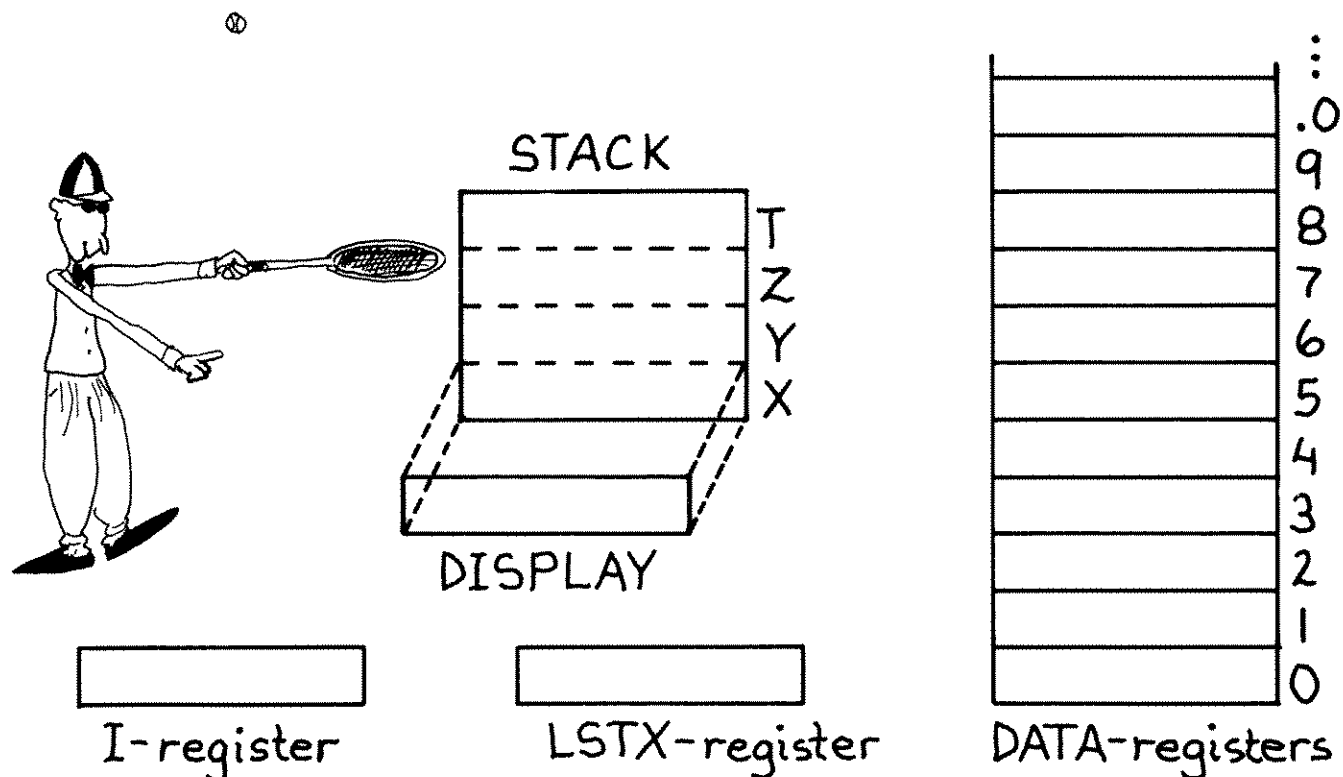 STACK
T
Z
Y
X
DISPLAY
I-register
LSTX-register
⋮
.0
9
8
7
6
5
4
3
2
1
0
DATA-registers